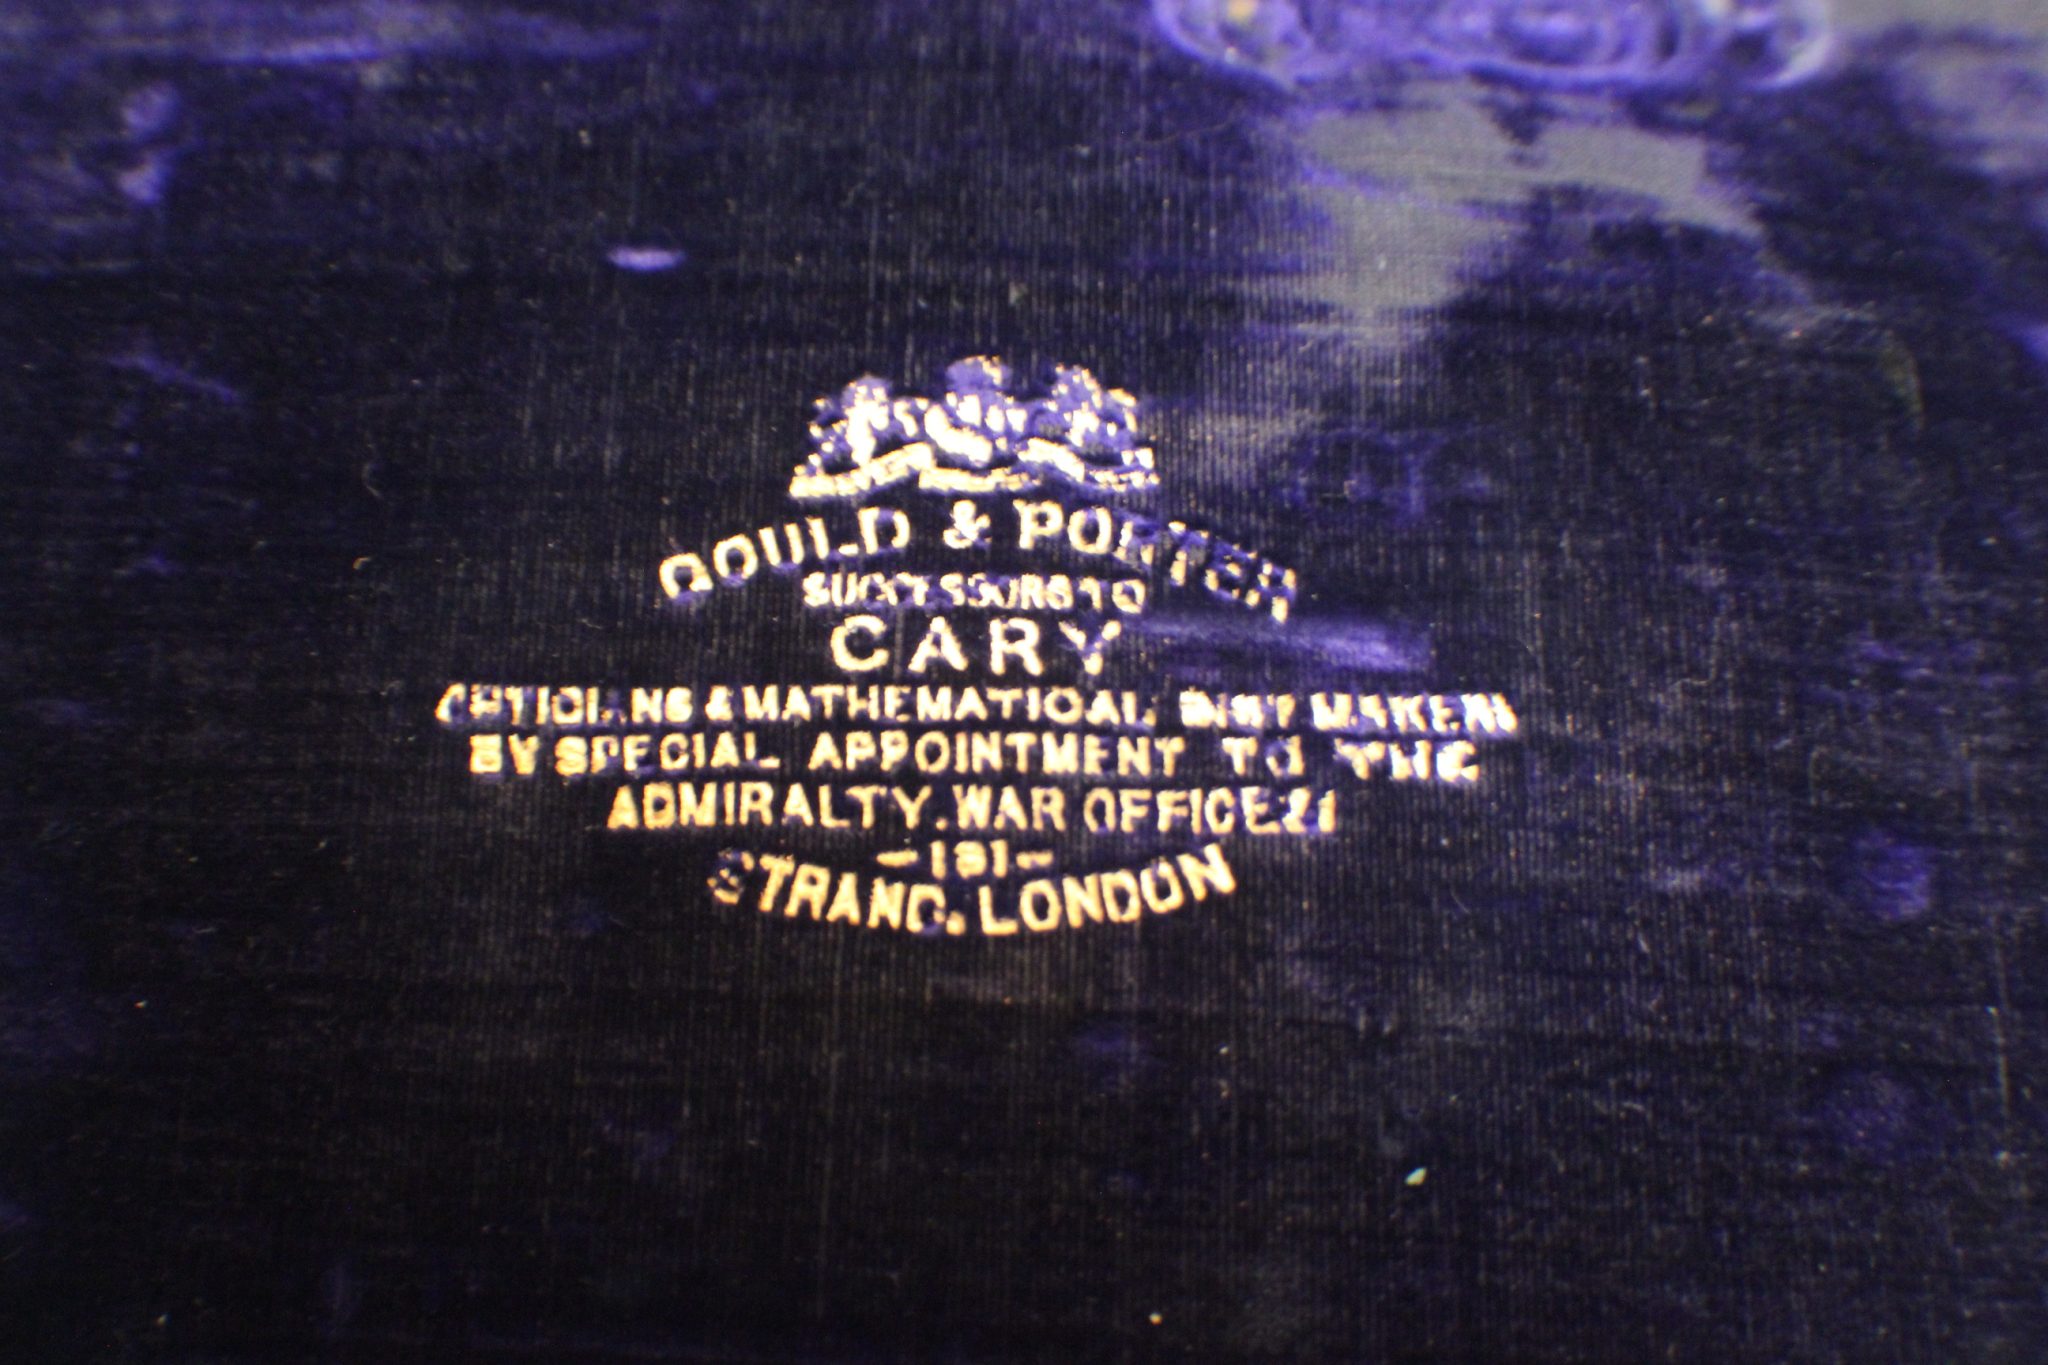 GOULD & PORTER
SUCCESSORS TO
CARY
OPTICIANS & MATHEMATICAL INST MAKERS
BY SPECIAL APPOINTMENT TO THE
ADMIRALTY. WAR OFFICE &
- 181 -
STRAND. LONDON